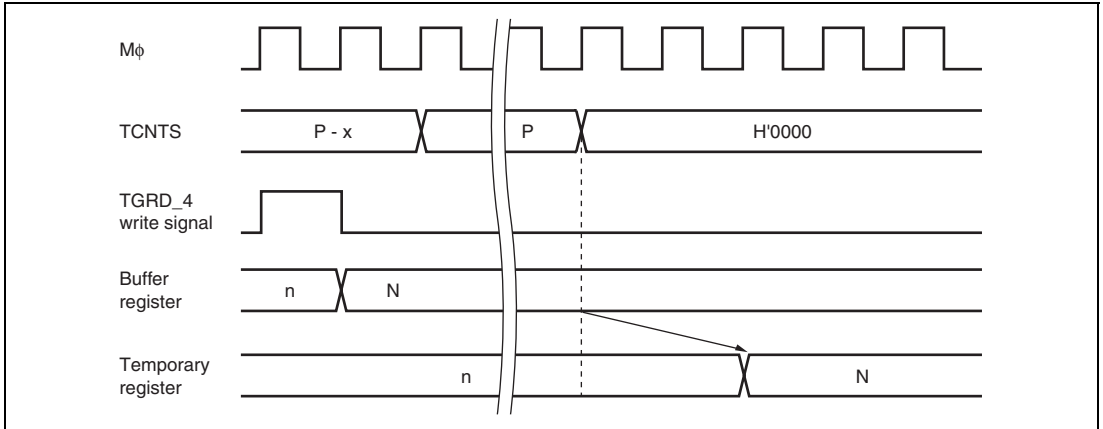 Mφ
TCNTS
P - x
P
H'0000
TGRD_4
write signal
Buffer
register
n
N
Temporary
register
n
N